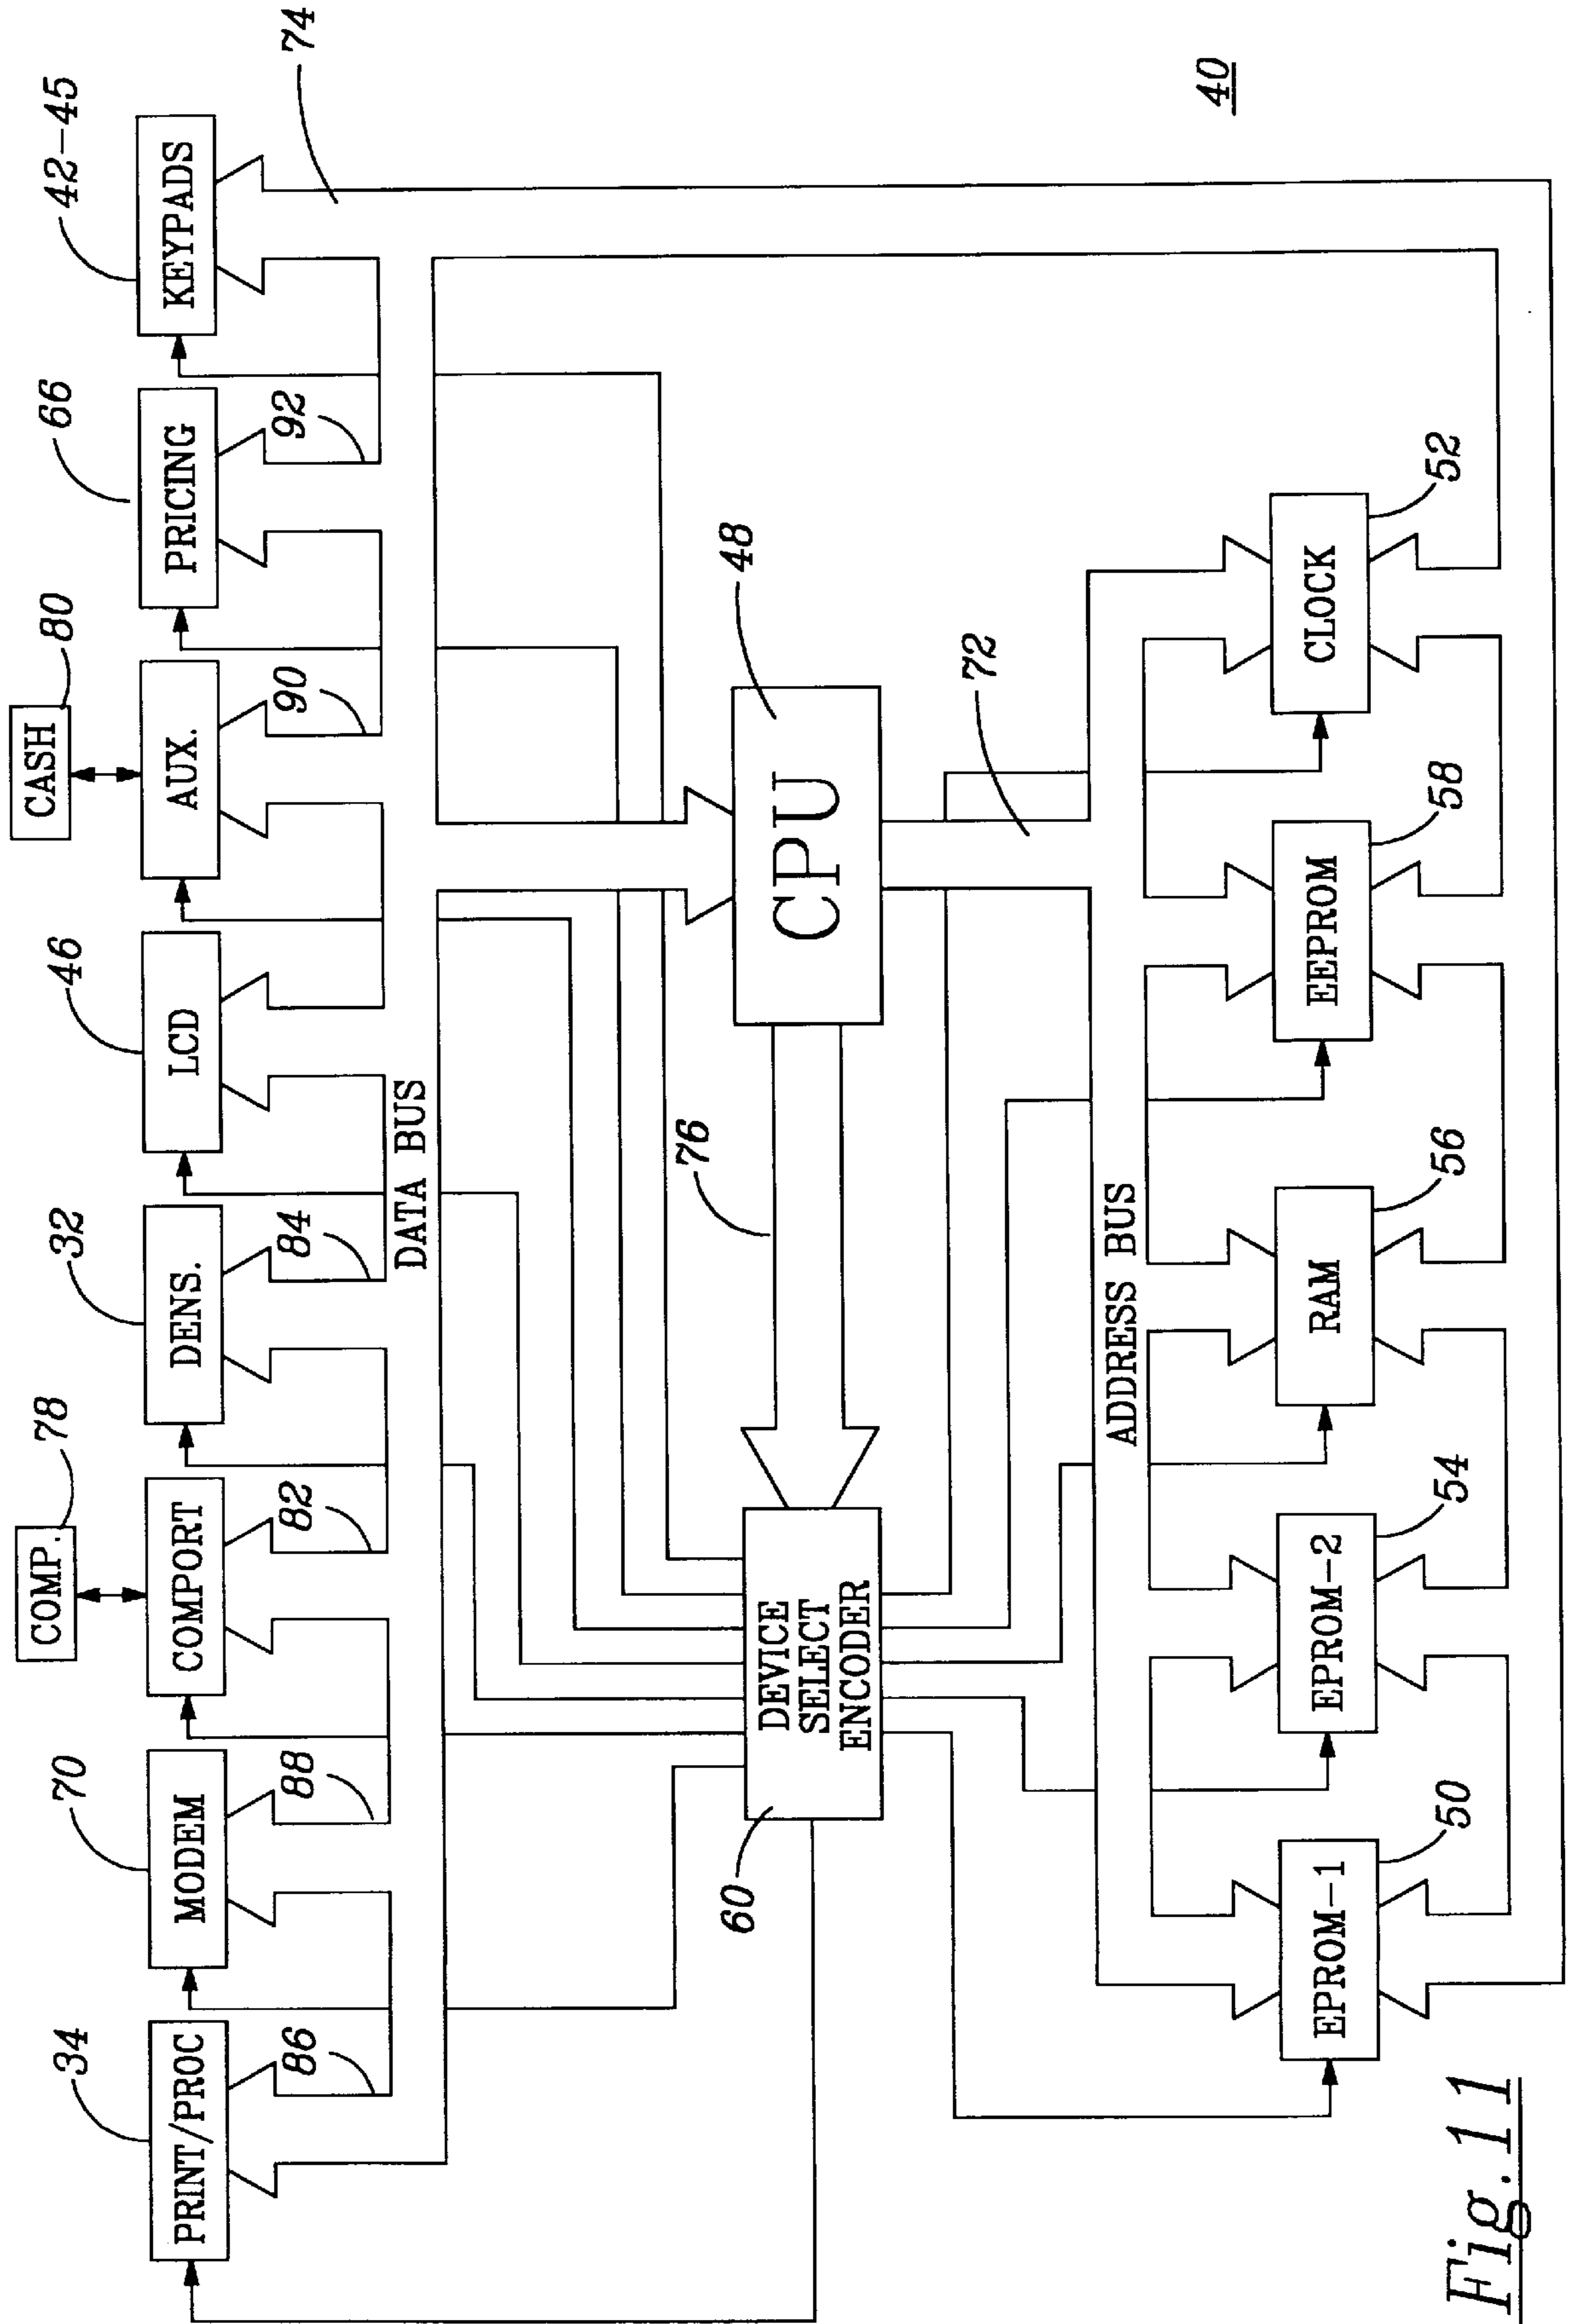 COMP.
78
CASH
80
34
70
32
46
66
42-45
PRINT/PROC
MODEM
COMPORT
DENS.
LCD
AUX.
PRICING
KEYPADS
86
88
82
84
90
92
74
DATA BUS
60
DEVICE
SELECT
ENCODER
76
CPU
48
72
ADDRESS BUS
40
EPROM-1
EPROM-2
RAM
EEPROM
CLOCK
50
54
56
58
52
Fig. 11